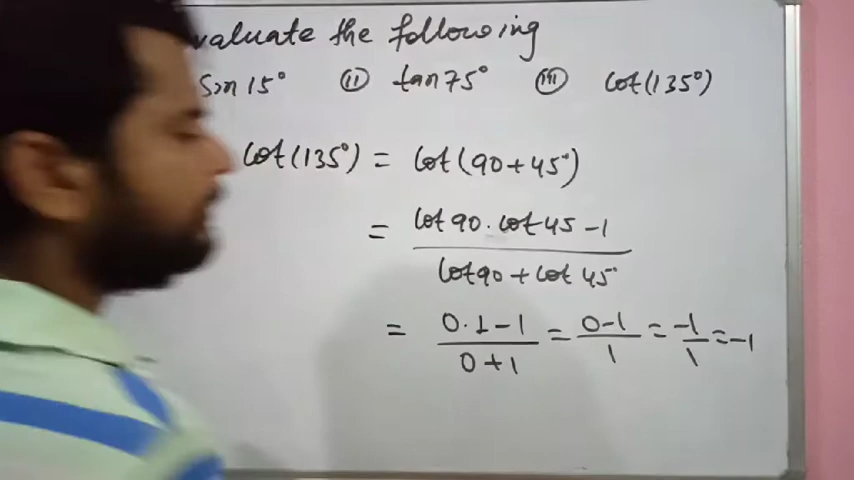 valuate the following
Sin 15° (ii) tan 75° (iii) cot(135°)
cot(135°) = cot(90+45°)
= cot 90 . cot 45 - 1 / cot 90 + cot 45°
= 0.1-1 / 0+1 = 0-1 / 1 = -1 / 1 = -1